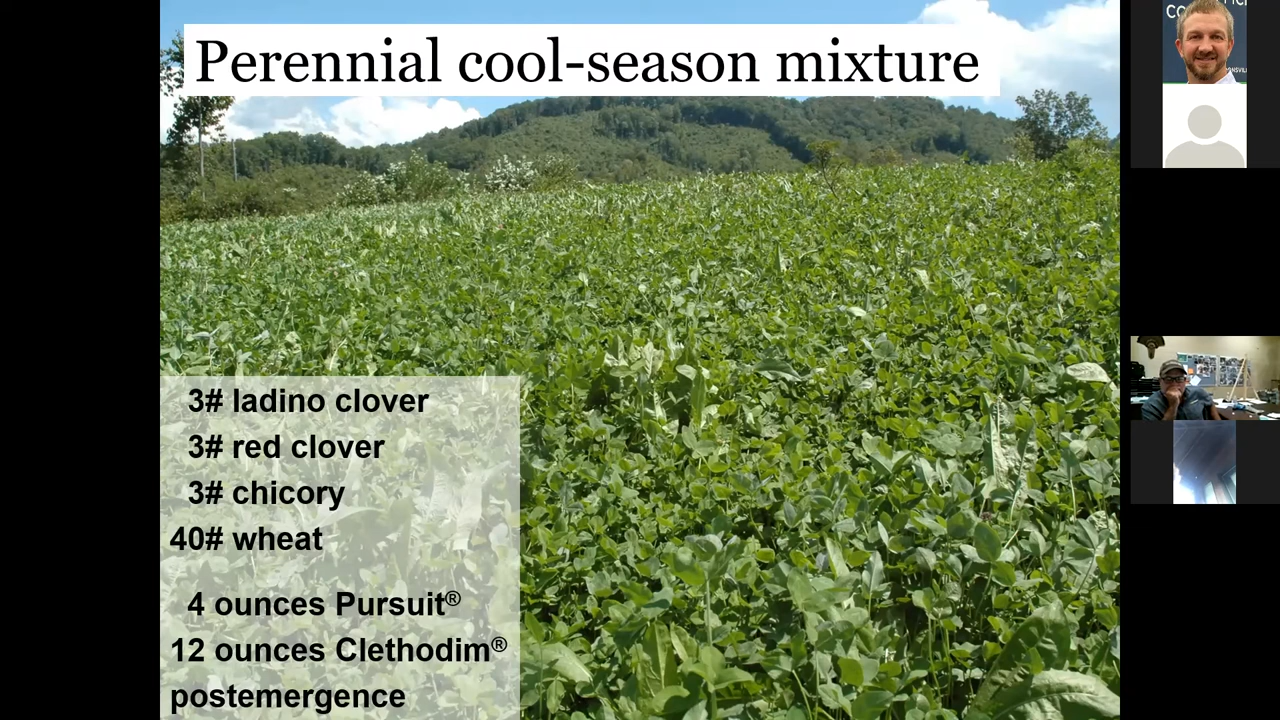 Perennial cool-season mixture
3# ladino clover
3# red clover
3# chicory
40# wheat
4 ounces Pursuit®
12 ounces Clethodim®
postemergence